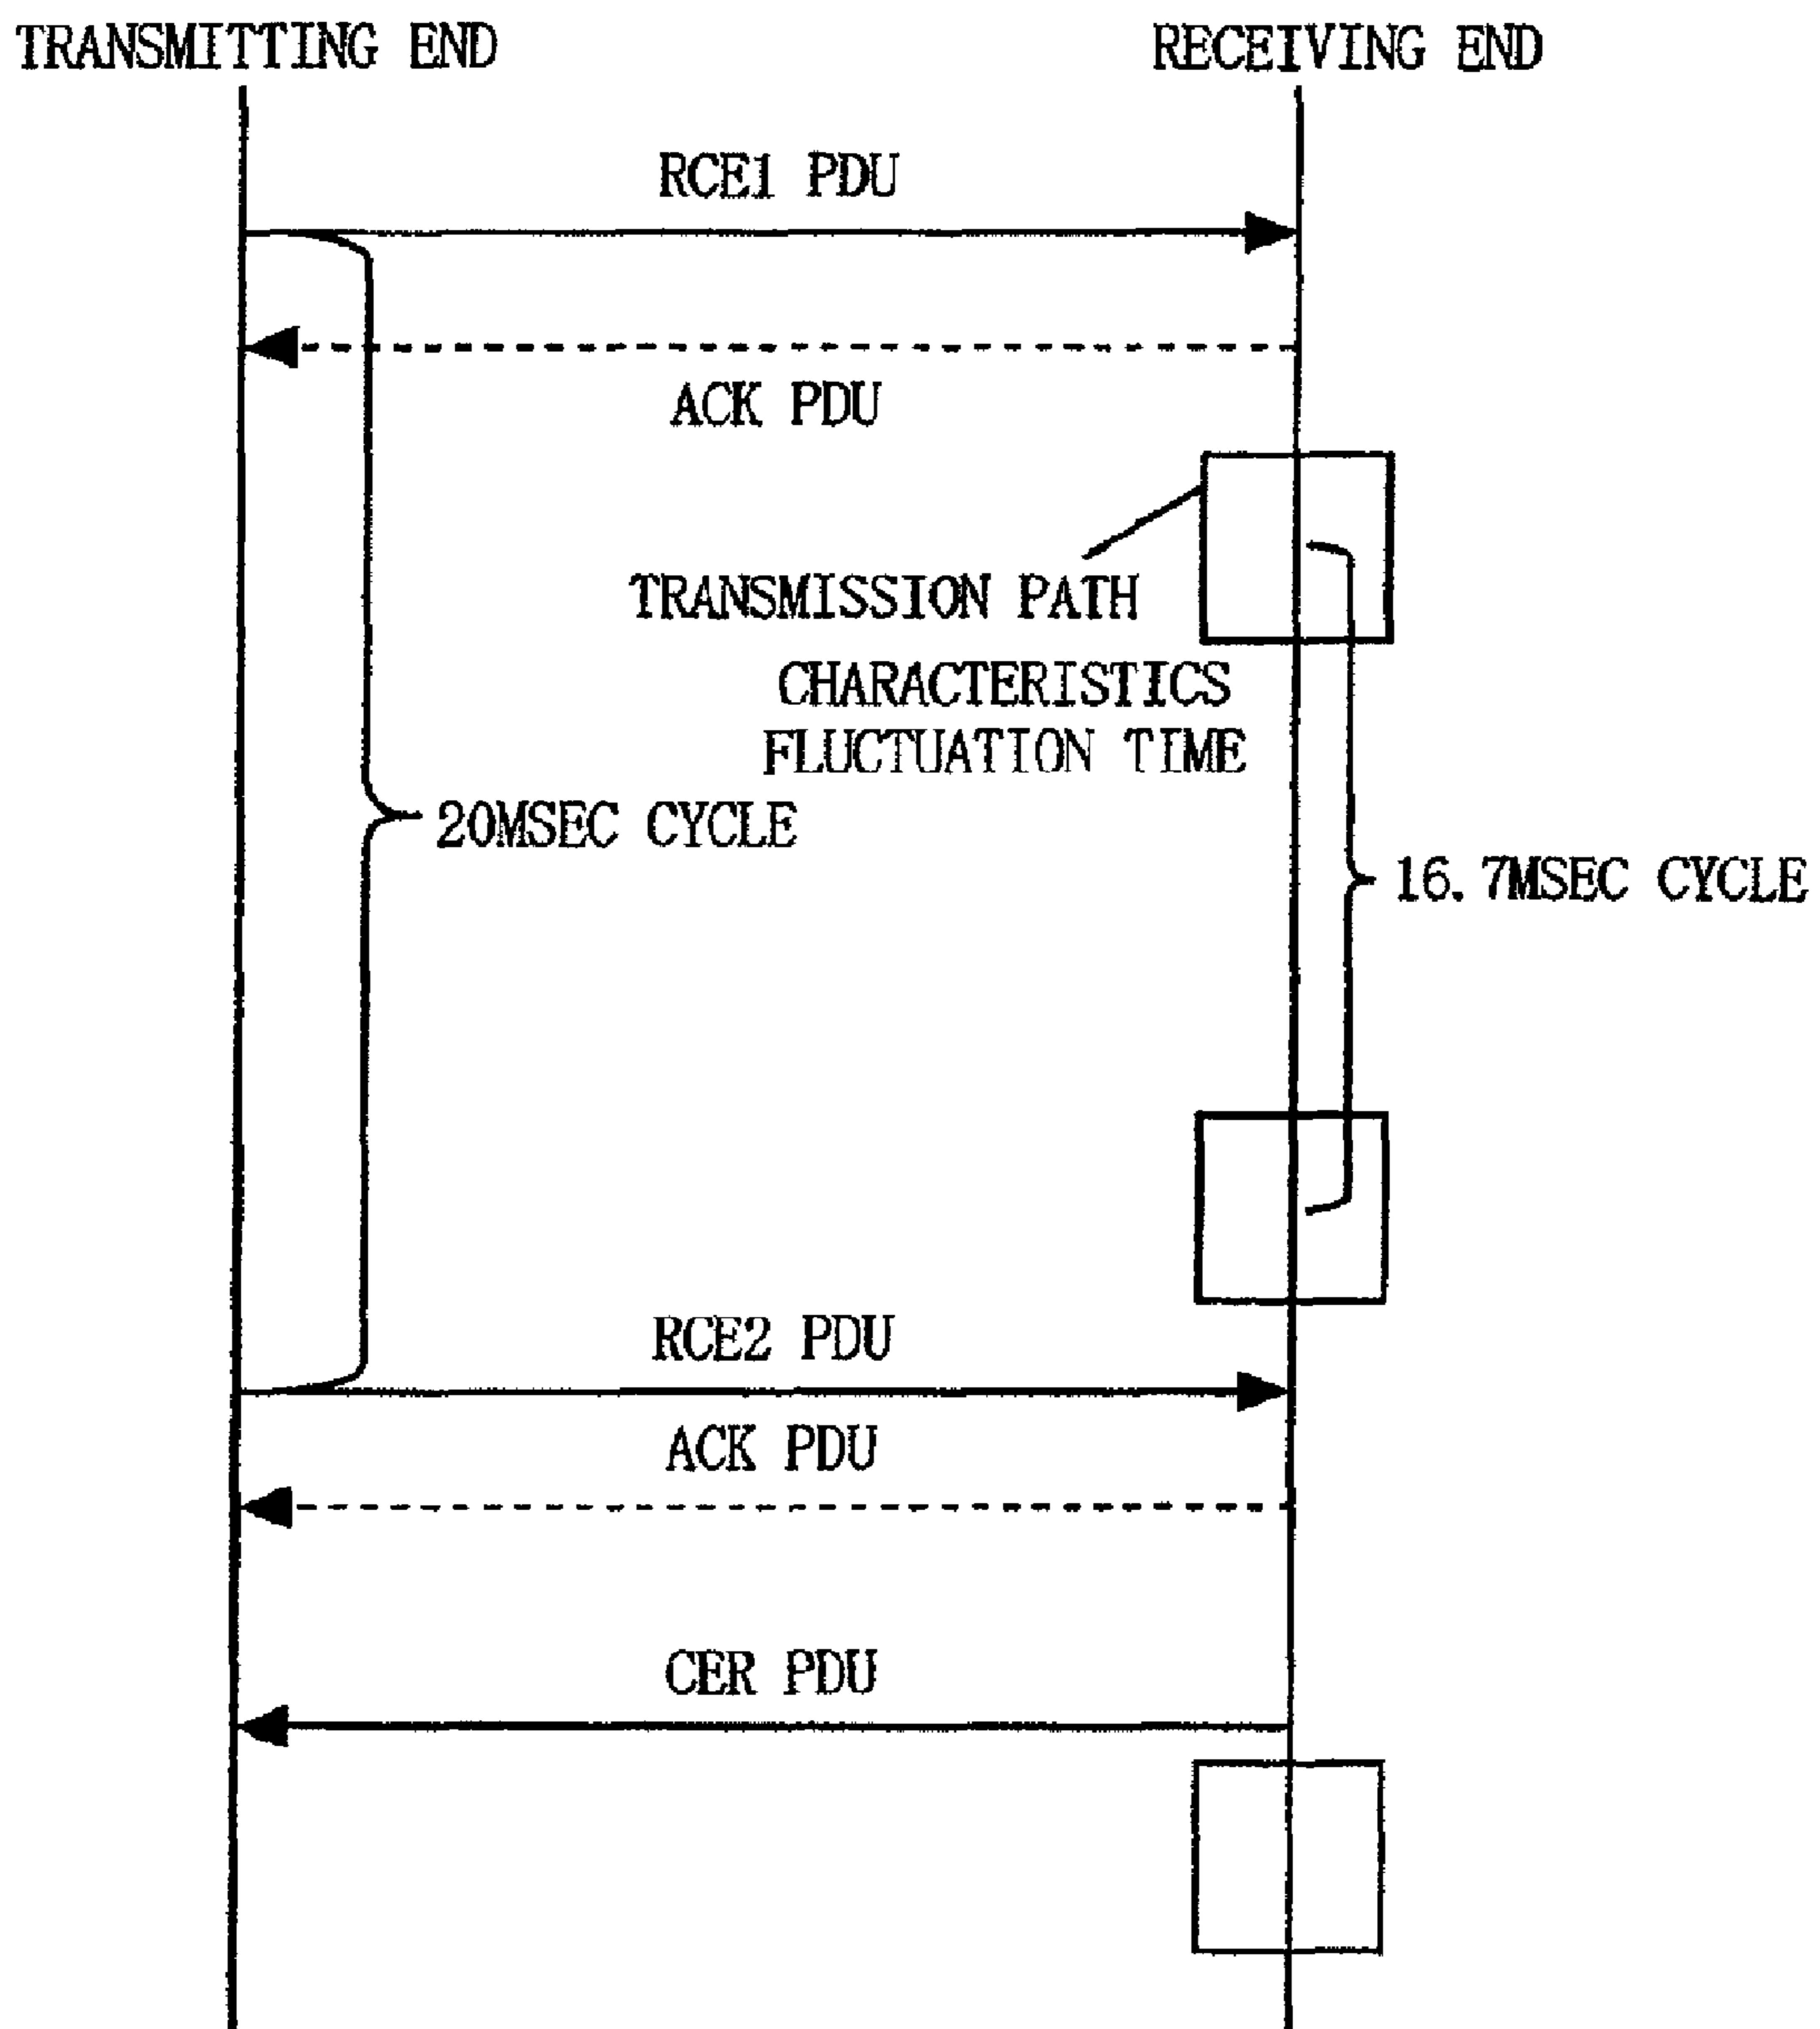 TRANSMITTING END
RECEIVING END
RCE1 PDU
ACK PDU
TRANSMISSION PATH
CHARACTERISTICS
FLUCTUATION TIME
20MSEC CYCLE
16.7MSEC CYCLE
RCE2 PDU
ACK PDU
CER PDU